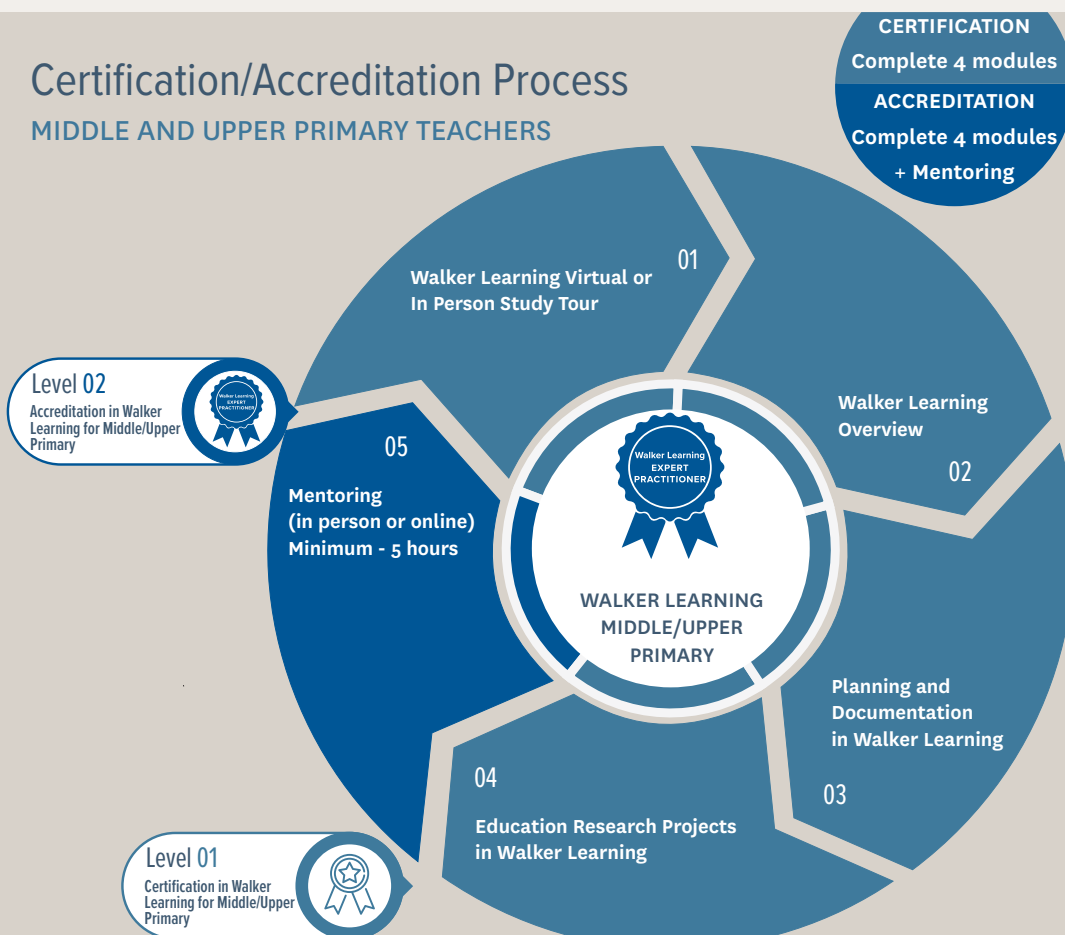 Certification/Accreditation Process
MIDDLE AND UPPER PRIMARY TEACHERS
CERTIFICATION
Complete 4 modules
ACCREDITATION
Complete 4 modules
+ Mentoring
01
Walker Learning Virtual or
In Person Study Tour
Walker Learning
Overview
02
Planning and
Documentation
in Walker Learning
03
04
Education Research Projects
in Walker Learning
05
Mentoring
(in person or online)
Minimum - 5 hours
Level 02
Accreditation in Walker
Learning for Middle/Upper
Primary
Walker Learning
EXPERT
PRACTITIONER
Level 01
Certification in Walker
Learning for Middle/Upper
Primary
Walker Learning
EXPERT
PRACTITIONER
WALKER LEARNING
MIDDLE/UPPER
PRIMARY